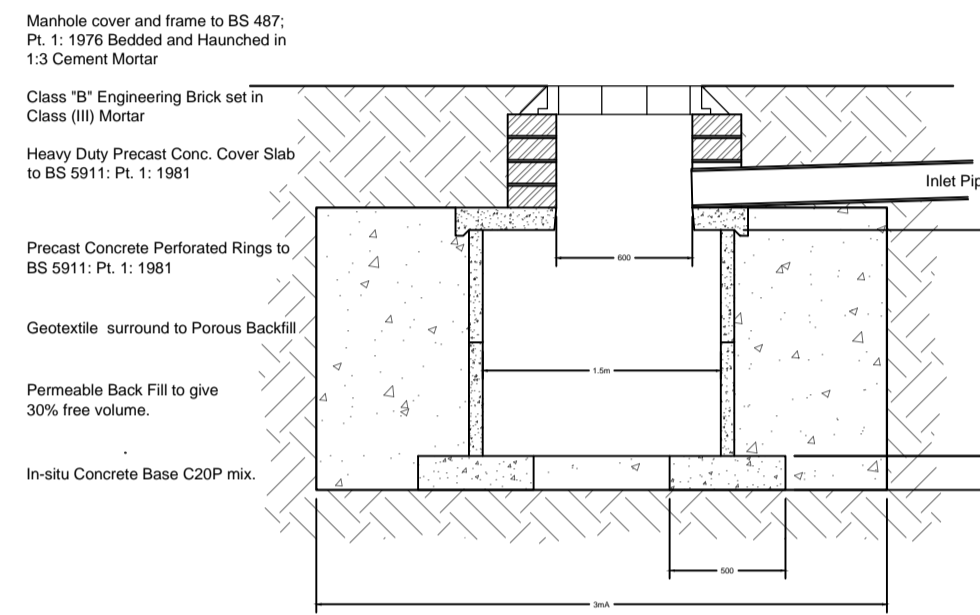 Manhole cover and frame to BS 487;
Pt. 1: 1976 Bedded and Haunched in
1:3 Cement Mortar
Class "B" Engineering Brick set in
Class (III) Mortar
Heavy Duty Precast Conc. Cover Slab
to BS 5911: Pt. 1: 1981
Inlet Pip
Precast Concrete Perforated Rings to
BS 5911: Pt. 1: 1981
600
Geotextile surround to Porous Backfill
1.5m
Permeable Back Fill to give
30% free volume.
In-situ Concrete Base C20P mix.
500
3mA